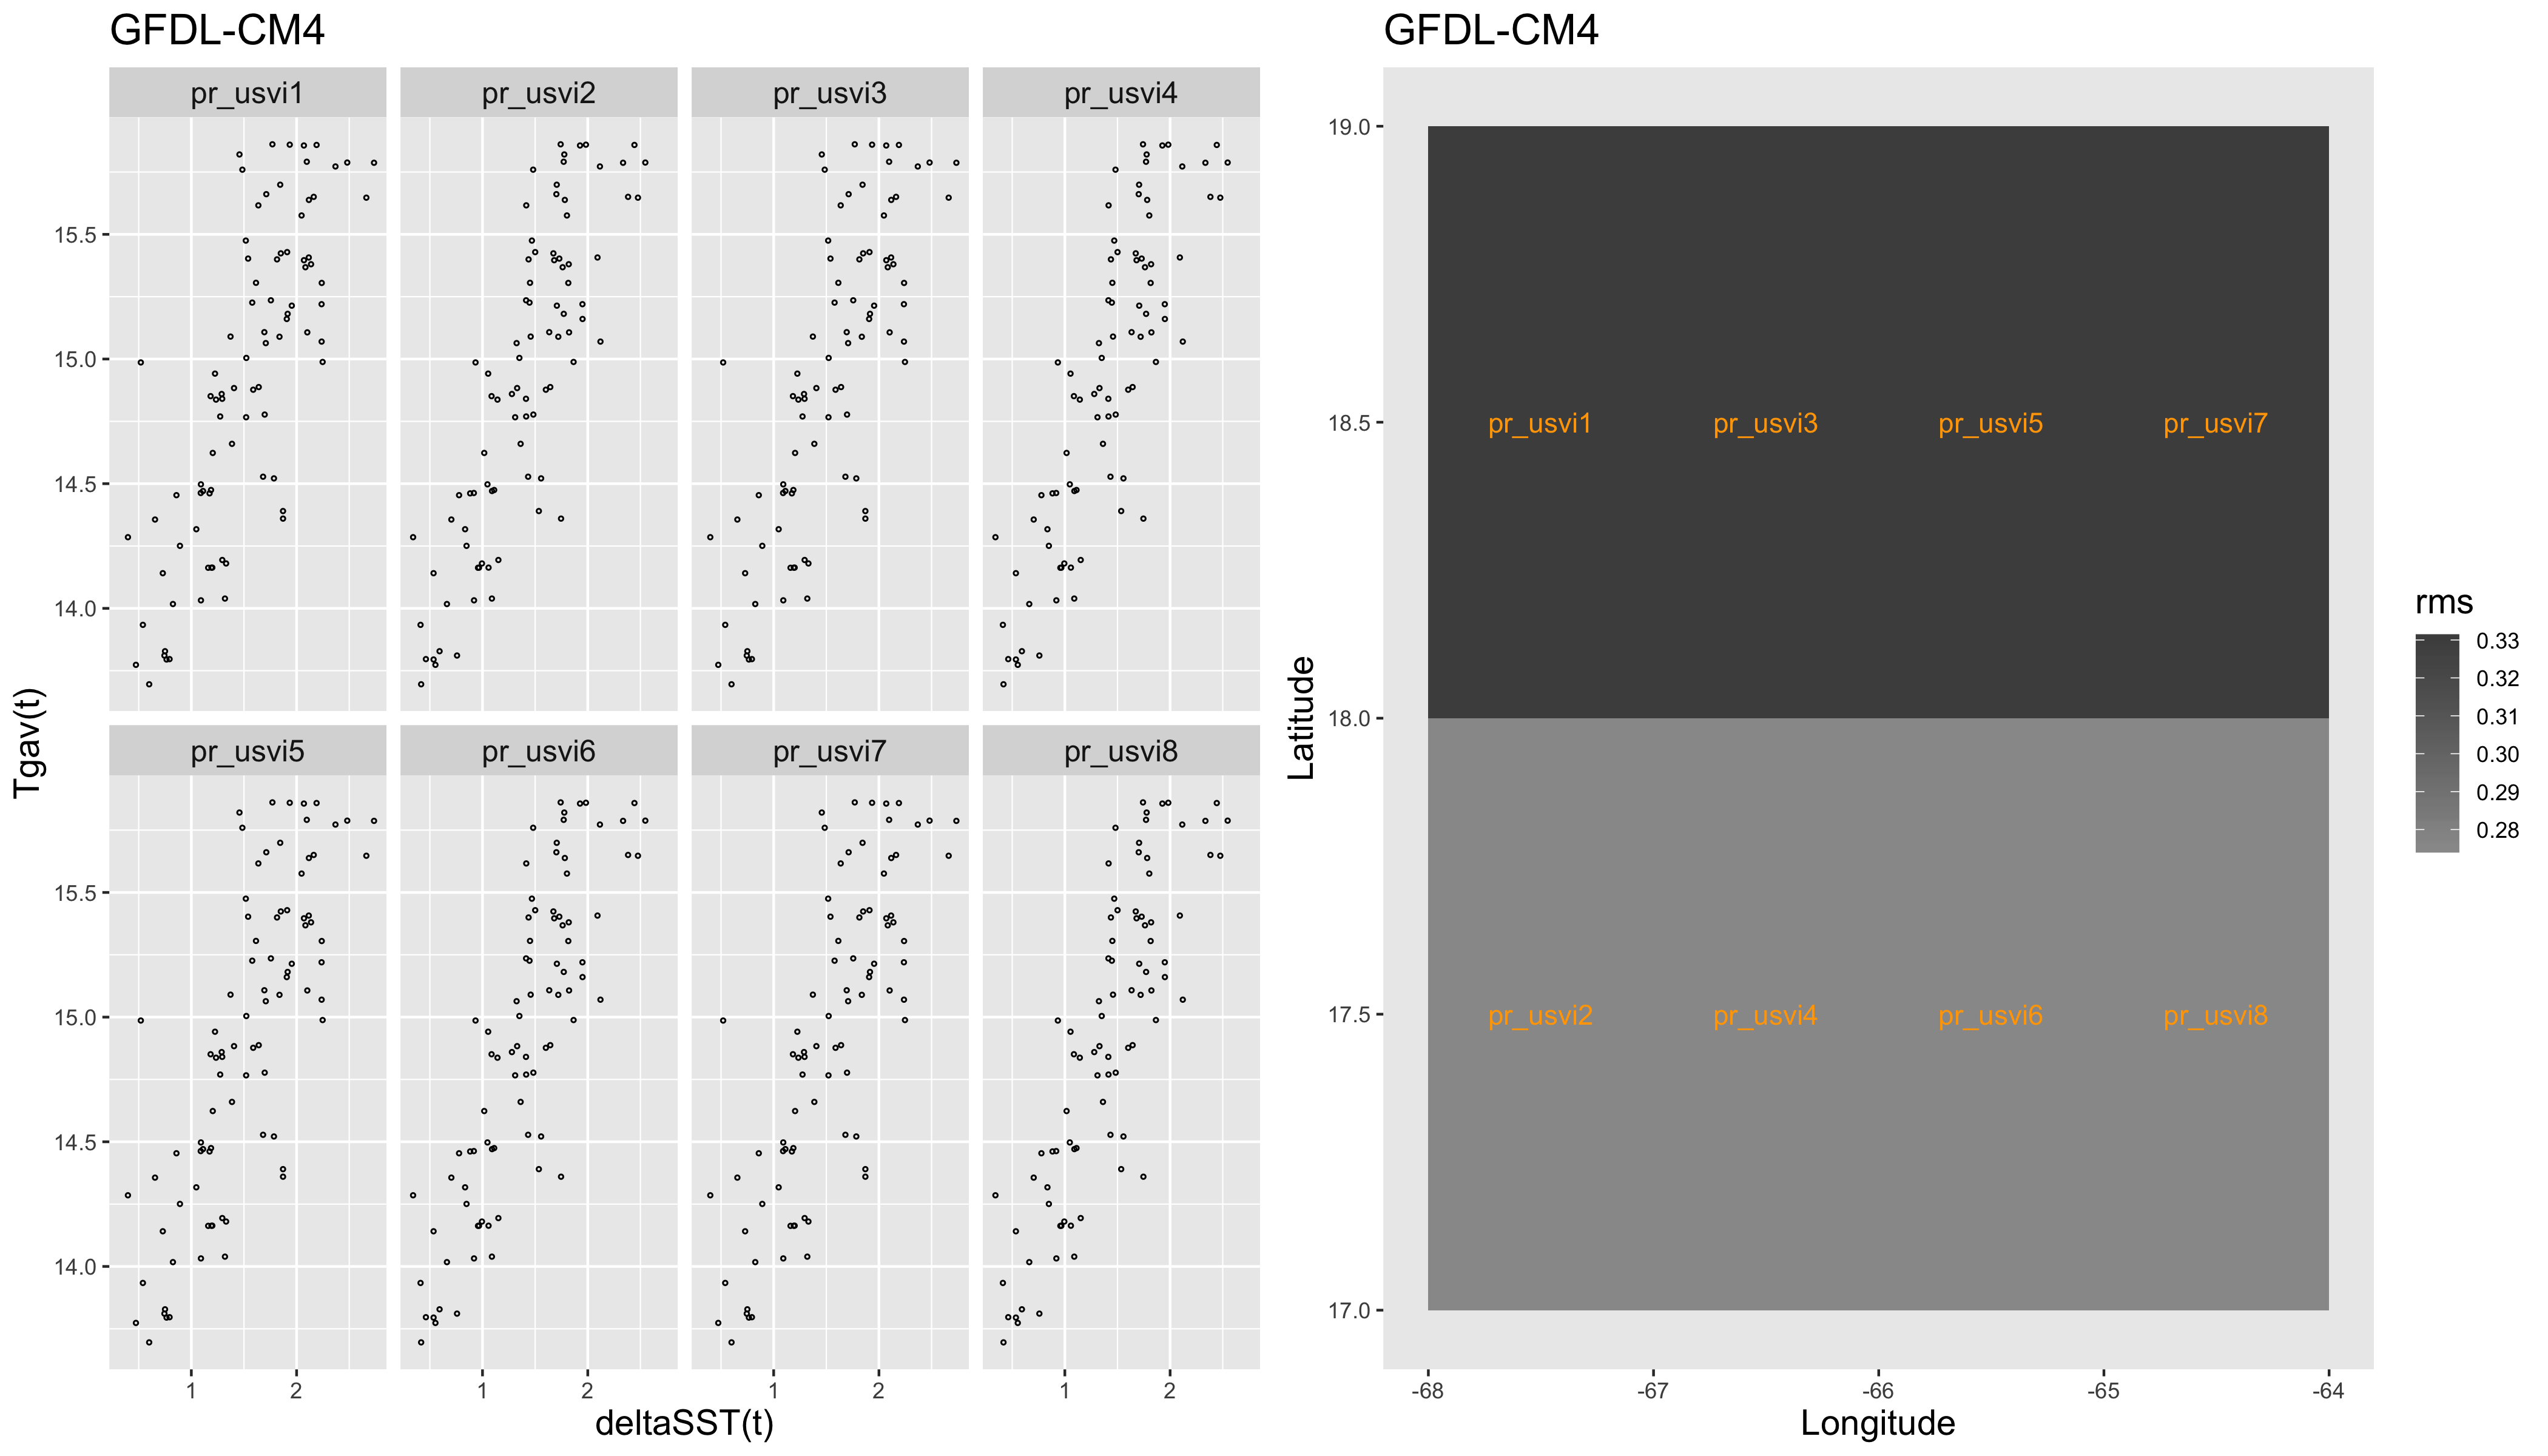 GFDL-CM4
pr_usvi1 pr_usvi2 pr_usvi3 pr_usvi4
15.5
15.0
14.5
14.0
pr_usvi5 pr_usvi6 pr_usvi7 pr_usvi8
15.5
15.0
14.5
14.0
1 2 1 2 1 2 1 2
deltaSST(t)
Tgav(t)
GFDL-CM4
19.0
18.5
18.0
17.5
17.0
pr_usvi1 pr_usvi3 pr_usvi5 pr_usvi7
pr_usvi2 pr_usvi4 pr_usvi6 pr_usvi8
-68 -67 -66 -65 -64
Longitude
Latitude
rms
0.33
0.32
0.31
0.30
0.29
0.28